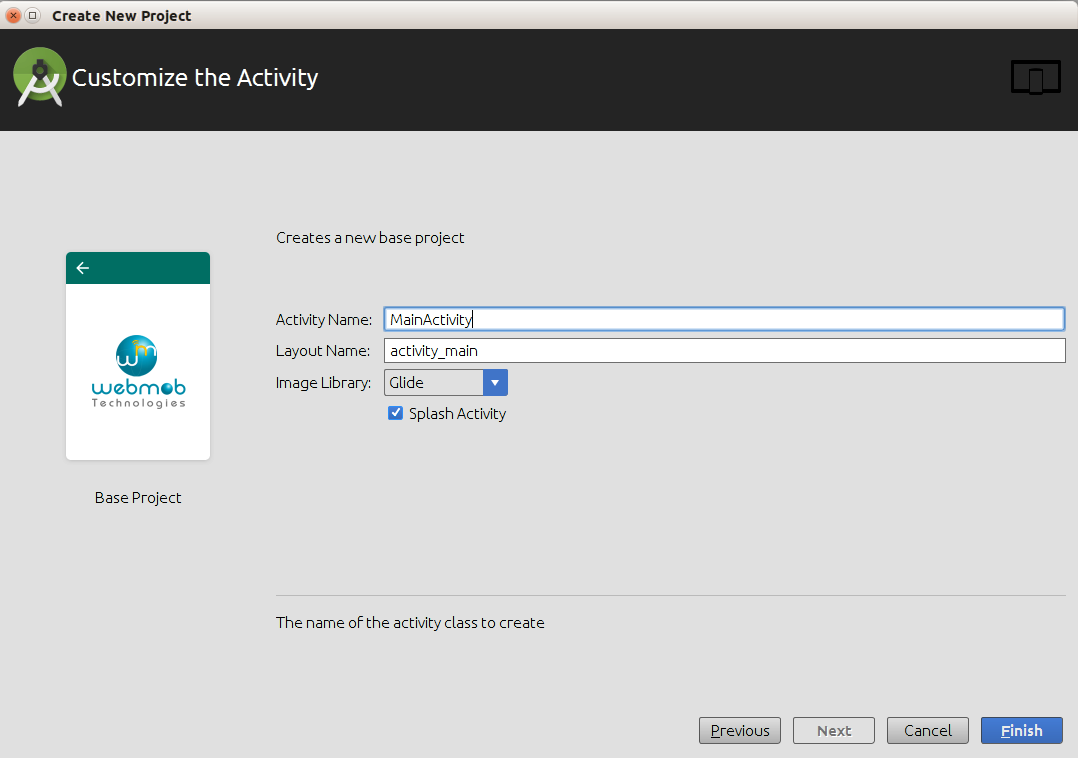 Create New Project
Customize the Activity
Creates a new base project
Activity Name: MainActivity
Layout Name: activity_main
Image Library: Glide
Splash Activity
wm
webmob
Technologies
Base Project
The name of the activity class to create
Previous Next Cancel Finish